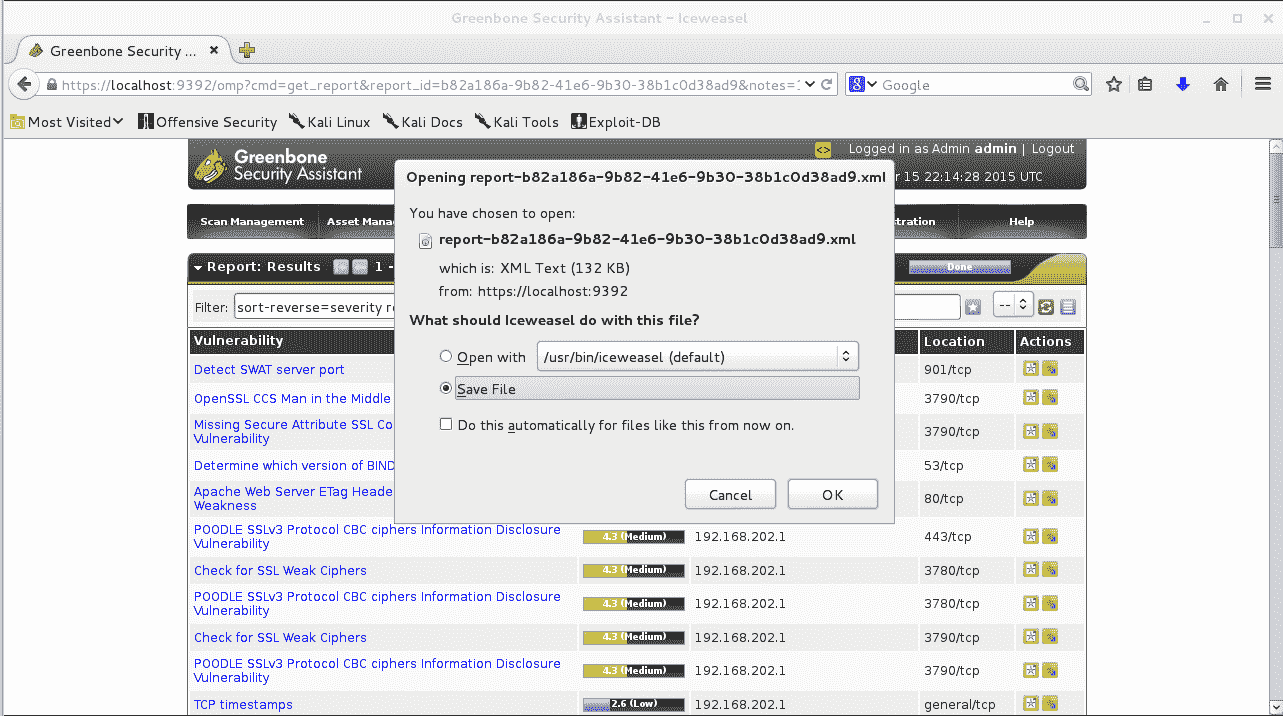 Greenbone Security Assistant - Iceweasel
Greenbone Security ...
https://localhost:9392/omp?cmd=get_report&report_id=b82a186a-9b82-41e6-9b30-38b1c0d38ad9&notes=1
Google
Most Visited
Offensive Security
Kali Linux
Kali Docs
Kali Tools
Exploit-DB
Greenbone
Security Assistant
Logged in as Admin admin | Logout
r 15 22:14:28 2015 UTC
Scan Management
Asset Mana
tration
Help
Opening report-b82a186a-9b82-41e6-9b30-38b1c0d38ad9.xml
You have chosen to open:
report-b82a186a-9b82-41e6-9b30-38b1c0d38ad9.xml
which is: XML Text (132 KB)
from: https://localhost:9392
What should Iceweasel do with this file?
Open with
/usr/bin/iceweasel (default)
Save File
Do this automatically for files like this from now on.
Cancel
OK
Report: Results
1 -
Done
Filter:
sort-reverse=severity re
--
Vulnerability
Location
Actions
Detect SWAT server port
901/tcp
OpenSSL CCS Man in the Middle
3790/tcp
Missing Secure Attribute SSL Co
Vulnerability
3790/tcp
Determine which version of BIND
53/tcp
Apache Web Server ETag Heade
Weakness
80/tcp
POODLE SSLv3 Protocol CBC ciphers Information Disclosure
Vulnerability
4.3 (Medium)
192.168.202.1
443/tcp
Check for SSL Weak Ciphers
4.3 (Medium)
192.168.202.1
3780/tcp
POODLE SSLv3 Protocol CBC ciphers Information Disclosure
Vulnerability
4.3 (Medium)
192.168.202.1
3780/tcp
Check for SSL Weak Ciphers
4.3 (Medium)
192.168.202.1
3790/tcp
POODLE SSLv3 Protocol CBC ciphers Information Disclosure
Vulnerability
4.3 (Medium)
192.168.202.1
3790/tcp
TCP timestamps
2.6 (Low)
192.168.202.1
general/tcp